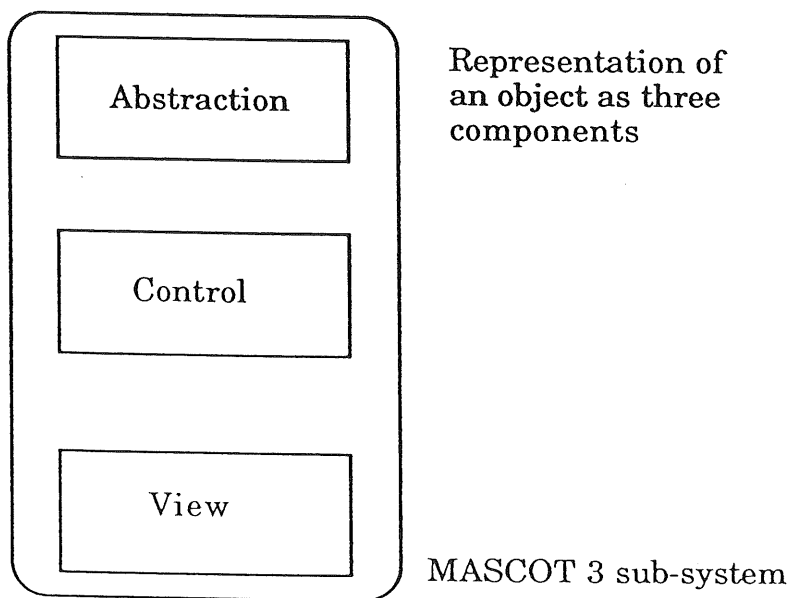 Abstraction
Representation of
an object as three
components
Control
View
MASCOT 3 sub-system